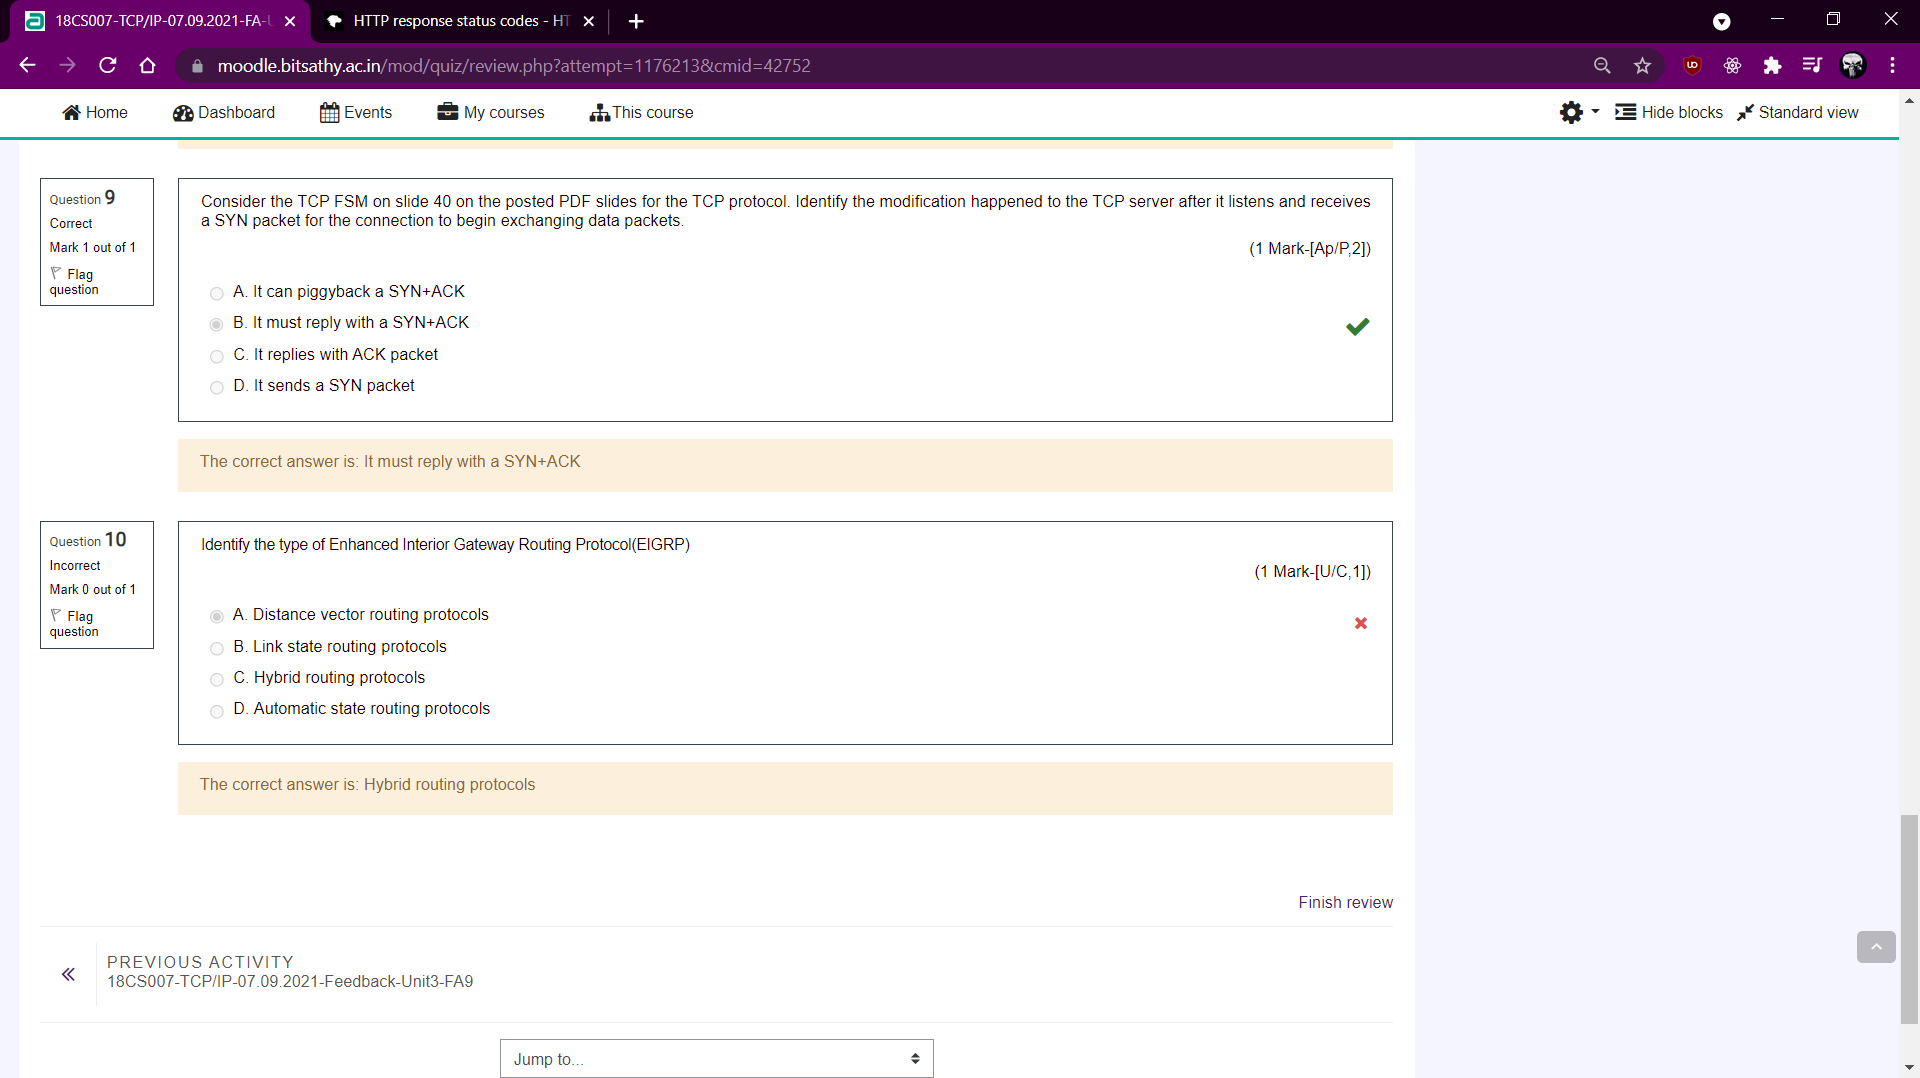 18CS007-TCP/IP-07.09.2021-FA-
HTTP response status codes - HT
moodle.bitsathy.ac.in/mod/quiz/review.php?attempt=1176213&cmid=42752
Home
Dashboard
Events
My courses
This course
Hide blocks
Standard view
Question 9
Correct
Mark 1 out of 1
Flag
question
Consider the TCP FSM on slide 40 on the posted PDF slides for the TCP protocol. Identify the modification happened to the TCP server after it listens and receives
a SYN packet for the connection to begin exchanging data packets.
(1 Mark-[Ap/P,2])
A. It can piggyback a SYN+ACK
B. It must reply with a SYN+ACK
C. It replies with ACK packet
D. It sends a SYN packet
The correct answer is: It must reply with a SYN+ACK
Question 10
Incorrect
Mark 0 out of 1
Flag
question
Identify the type of Enhanced Interior Gateway Routing Protocol(EIGRP)
(1 Mark-[U/C,1])
A. Distance vector routing protocols
B. Link state routing protocols
C. Hybrid routing protocols
D. Automatic state routing protocols
The correct answer is: Hybrid routing protocols
Finish review
PREVIOUS ACTIVITY
18CS007-TCP/IP-07.09.2021-Feedback-Unit3-FA9
Jump to...